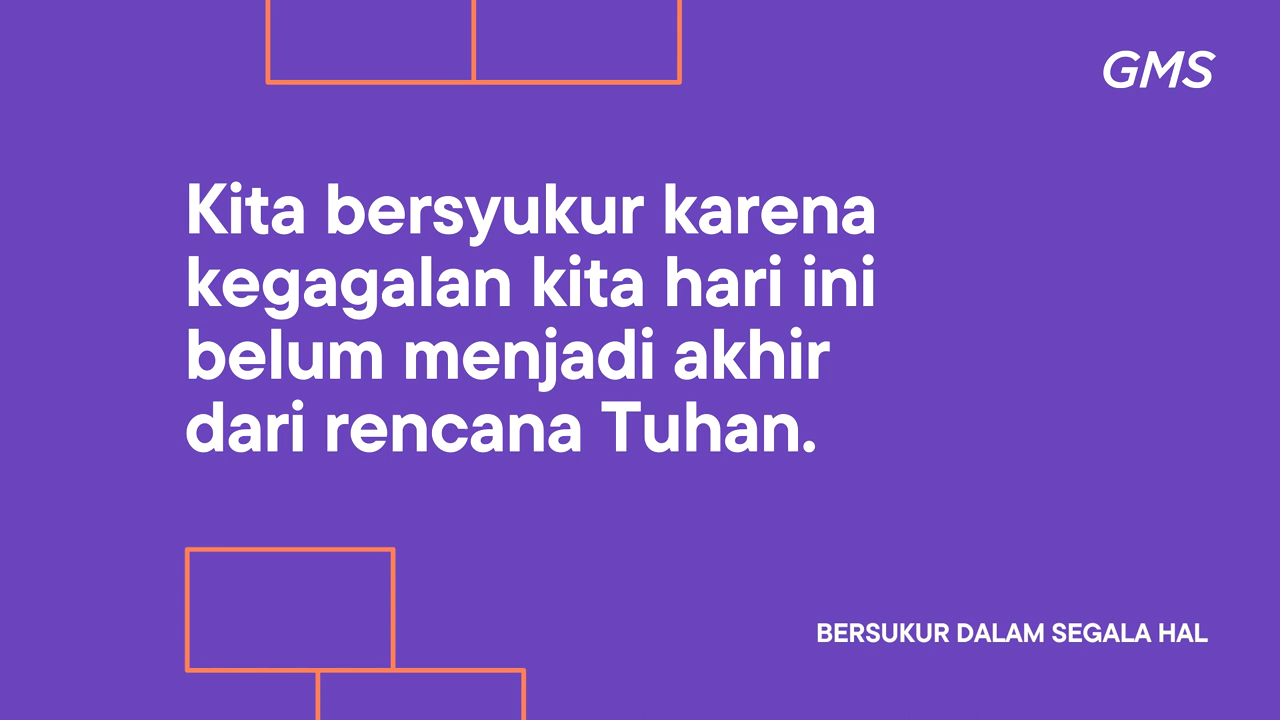 GMS
Kita bersyukur karena
kegagalan kita hari ini
belum menjadi akhir
dari rencana Tuhan.
BERSUKUR DALAM SEGALA HAL